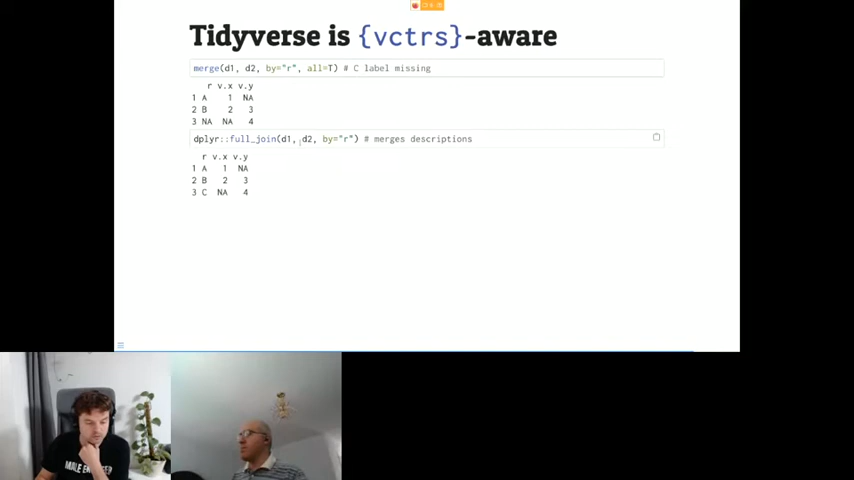 Tidyverse is {vctrs}-aware
merge(d1, d2, by="r", all=T) # C label missing
r v.x v.y
1 A 1 NA
2 B 2 3
3 NA NA 4
dplyr::full_join(d1, d2, by="r") # merges descriptions
r v.x v.y
1 A 1 NA
2 B 2 3
3 C NA 4